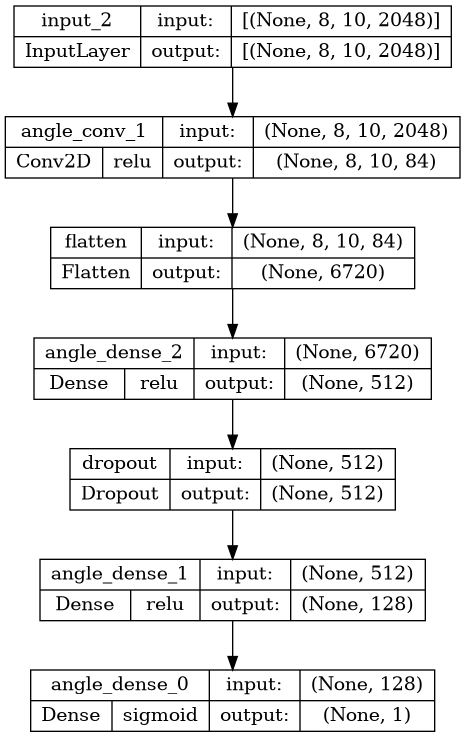 input_2 input: [(None, 8, 10, 2048)]
InputLayer output: [(None, 8, 10, 2048)]
angle_conv_1 input: (None, 8, 10, 2048)
Conv2D relu output: (None, 8, 10, 84)
flatten input: (None, 8, 10, 84)
Flatten output: (None, 6720)
angle_dense_2 input: (None, 6720)
Dense relu output: (None, 512)
dropout input: (None, 512)
Dropout output: (None, 512)
angle_dense_1 input: (None, 512)
Dense relu output: (None, 128)
angle_dense_0 input: (None, 128)
Dense sigmoid output: (None, 1)